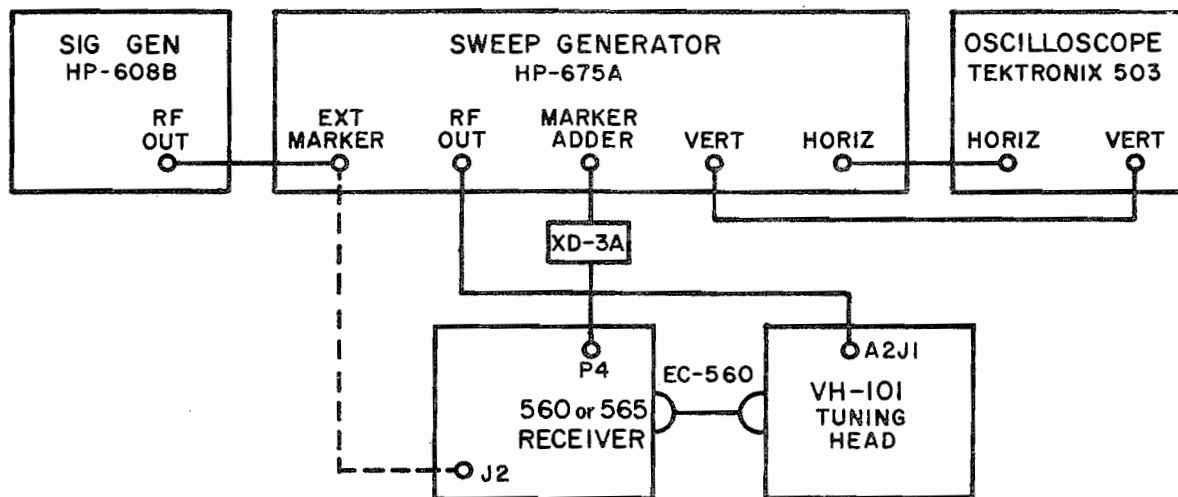 SIG GEN
HP-608B
RF
OUT
SWEEP GENERATOR
HP-675A
EXT
MARKER
RF
OUT
MARKER
ADDER
VERT
HORIZ
OSCILLOSCOPE
TEKTRONIX 503
HORIZ
VERT
XD-3A
P4
560 or 565
RECEIVER
J2
EC-560
A2J1
VH-101
TUNING
HEAD